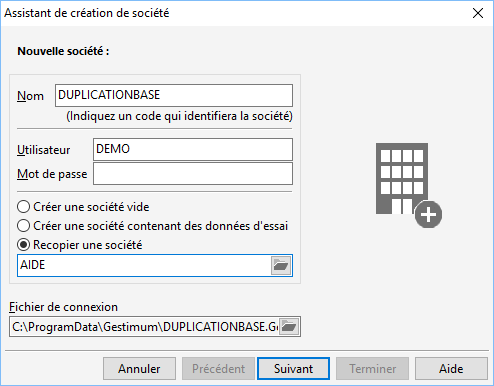 Assistant de création de société
Nouvelle société :
Nom DUPLICATIONBASE
(Indiquez un code qui identifiera la société)
Utilisateur DEMO
Mot de passe
Créer une société vide
Créer une société contenant des données d'essai
Recopier une société
AIDE
Fichier de connexion
C:\ProgramData\Gestimum\DUPLICATIONBASE.Ge
Annuler Précédent Suivant Terminer Aide